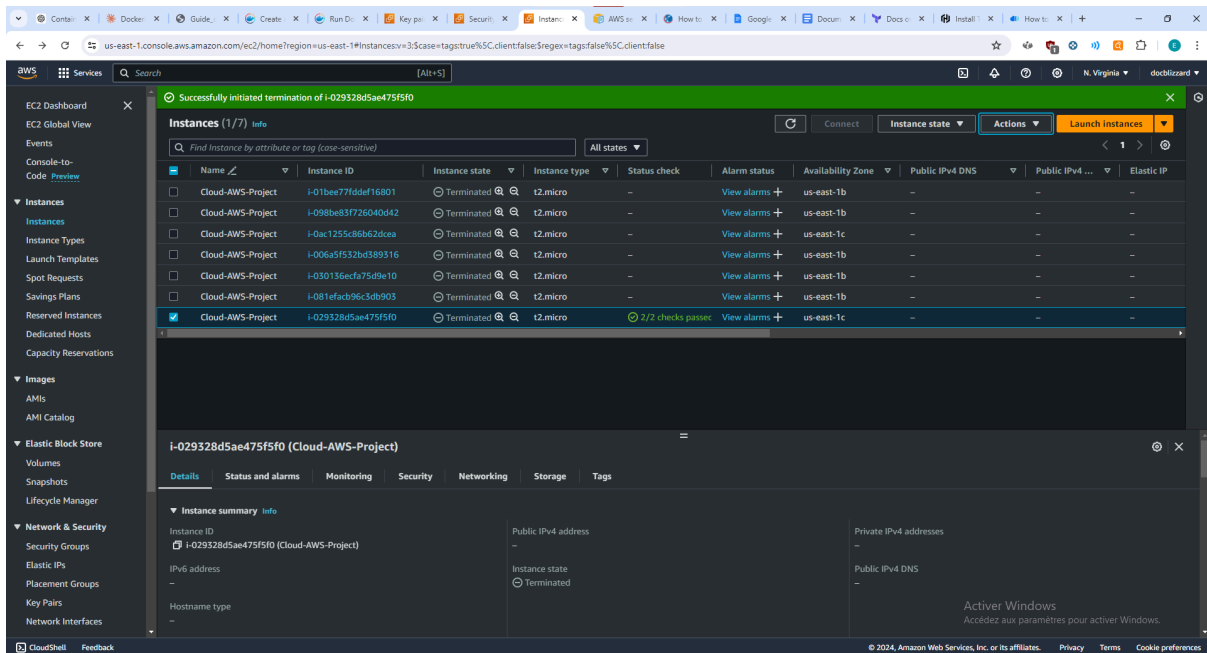 Contain
Docker
Guide_
Create
Run Do
Key pai
Securit
Instanc
AWS se
How to
Google
Docum
Docs o
Install
How to
us-east-1.console.aws.amazon.com/ec2/home?region=us-east-1#Instances:v=3;$case=tags:true%5C,client:false;$regex=tags:false%5C,client:false
aws Services Search [Alt+S] N. Virginia ▼ docblizzard ▼
EC2 Dashboard
EC2 Global View
Events
Console-to-
Code Preview
Instances
Instances
Instance Types
Launch Templates
Spot Requests
Savings Plans
Reserved Instances
Dedicated Hosts
Capacity Reservations
Images
AMIs
AMI Catalog
Elastic Block Store
Volumes
Snapshots
Lifecycle Manager
Network & Security
Security Groups
Elastic IPs
Placement Groups
Key Pairs
Network Interfaces
Successfully initiated termination of i-029328d5ae475f5f0
Instances (1/7) Info Connect Instance state ▼ Actions ▼ Launch instances ▼
Find Instance by attribute or tag (case-sensitive) All states ▼ 1
Name Instance ID Instance state Instance type Status check Alarm status Availability Zone Public IPv4 DNS Public IPv4 ... Elastic IP
Cloud-AWS-Project i-01bee77fddef16801 Terminated t2.micro – View alarms + us-east-1b – – –
Cloud-AWS-Project i-098be83f726040d42 Terminated t2.micro – View alarms + us-east-1b – – –
Cloud-AWS-Project i-0ac1255c86b62dcea Terminated t2.micro – View alarms + us-east-1c – – –
Cloud-AWS-Project i-006a5f532bd389316 Terminated t2.micro – View alarms + us-east-1b – – –
Cloud-AWS-Project i-030136ecfa75d9e10 Terminated t2.micro – View alarms + us-east-1b – – –
Cloud-AWS-Project i-081efacb96c3db903 Terminated t2.micro – View alarms + us-east-1b – – –
Cloud-AWS-Project i-029328d5ae475f5f0 Terminated t2.micro 2/2 checks passec View alarms + us-east-1c – – –
i-029328d5ae475f5f0 (Cloud-AWS-Project)
Details Status and alarms Monitoring Security Networking Storage Tags
▼ Instance summary Info
Instance ID Public IPv4 address Private IPv4 addresses
i-029328d5ae475f5f0 (Cloud-AWS-Project) – –
IPv6 address Instance state Public IPv4 DNS
– Terminated –
Hostname type
–
Activer Windows
Accédez aux paramètres pour activer Windows.
CloudShell Feedback © 2024, Amazon Web Services, Inc. or its affiliates. Privacy Terms Cookie preferences